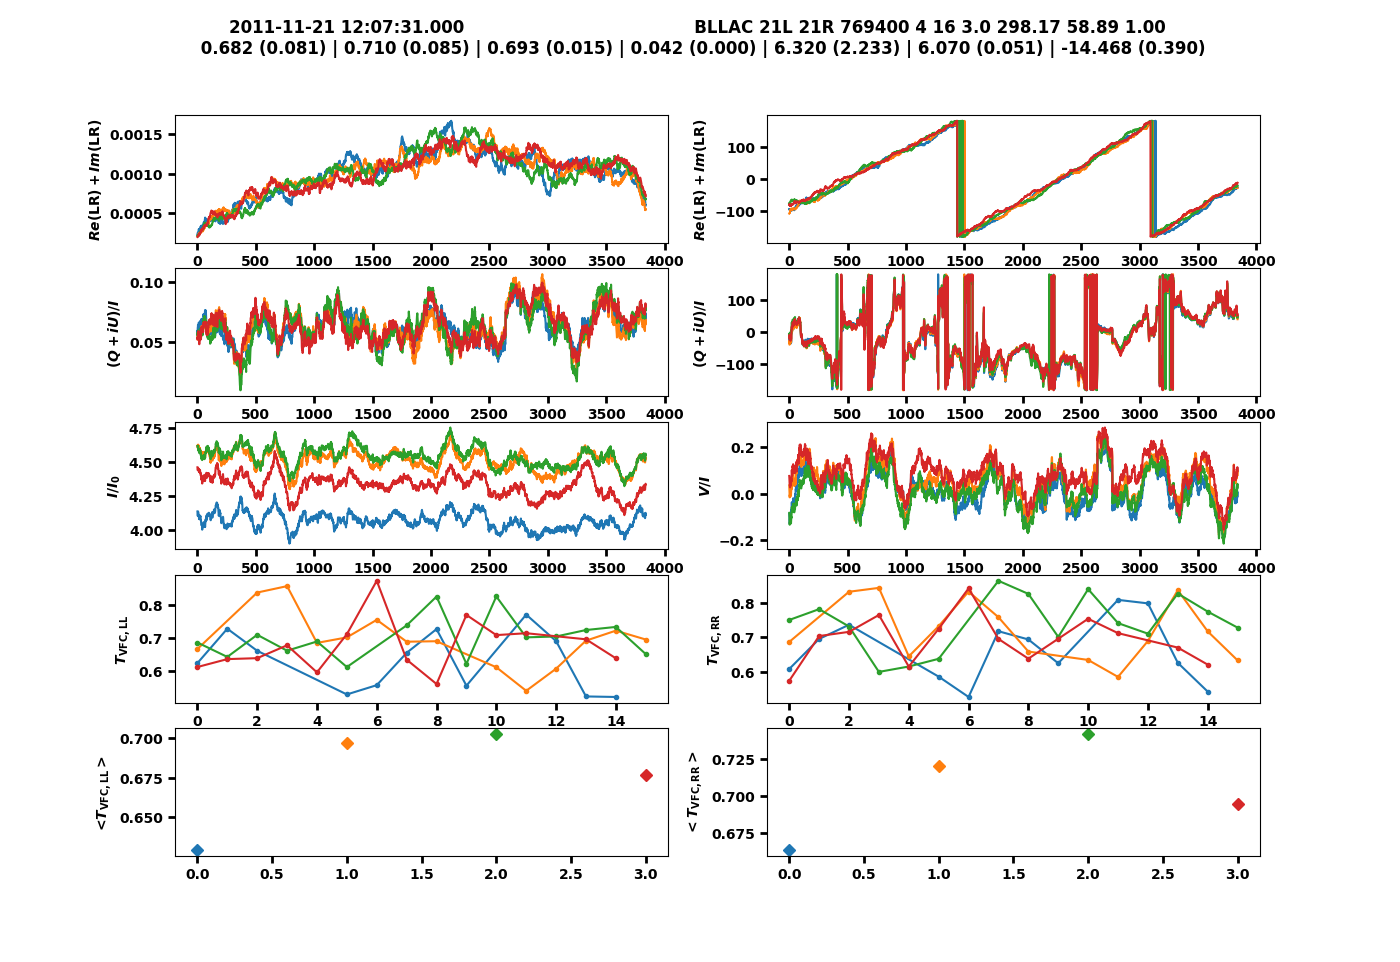 2011-11-21 12:07:31.000 BLLAC 21L 21R 769400 4 16 3.0 298.17 58.89 1.00
0.682 (0.081) | 0.710 (0.085) | 0.693 (0.015) | 0.042 (0.000) | 6.320 (2.233) | 6.070 (0.051) | -14.468 (0.390)
Re(LR) + Im(LR)
0.0015
0.0010
0.0005
0 500 1000 1500 2000 2500 3000 3500 4000
Re(LR) + Im(LR)
100
0
−100
0 500 1000 1500 2000 2500 3000 3500 4000
(Q + iU)/I
0.10
0.05
0 500 1000 1500 2000 2500 3000 3500 4000
(Q + iU)/I
100
0
−100
0 500 1000 1500 2000 2500 3000 3500 4000
I/I0
4.75
4.50
4.25
4.00
0 500 1000 1500 2000 2500 3000 3500 4000
V/I
0.2
0.0
−0.2
0 500 1000 1500 2000 2500 3000 3500 4000
TVFC, LL
0.8
0.7
0.6
0 2 4 6 8 10 12 14
TVFC, RR
0.8
0.7
0.6
0 2 4 6 8 10 12 14
<TVFC, LL >
0.700
0.675
0.650
0.0 0.5 1.0 1.5 2.0 2.5 3.0
< TVFC, RR >
0.725
0.700
0.675
0.0 0.5 1.0 1.5 2.0 2.5 3.0